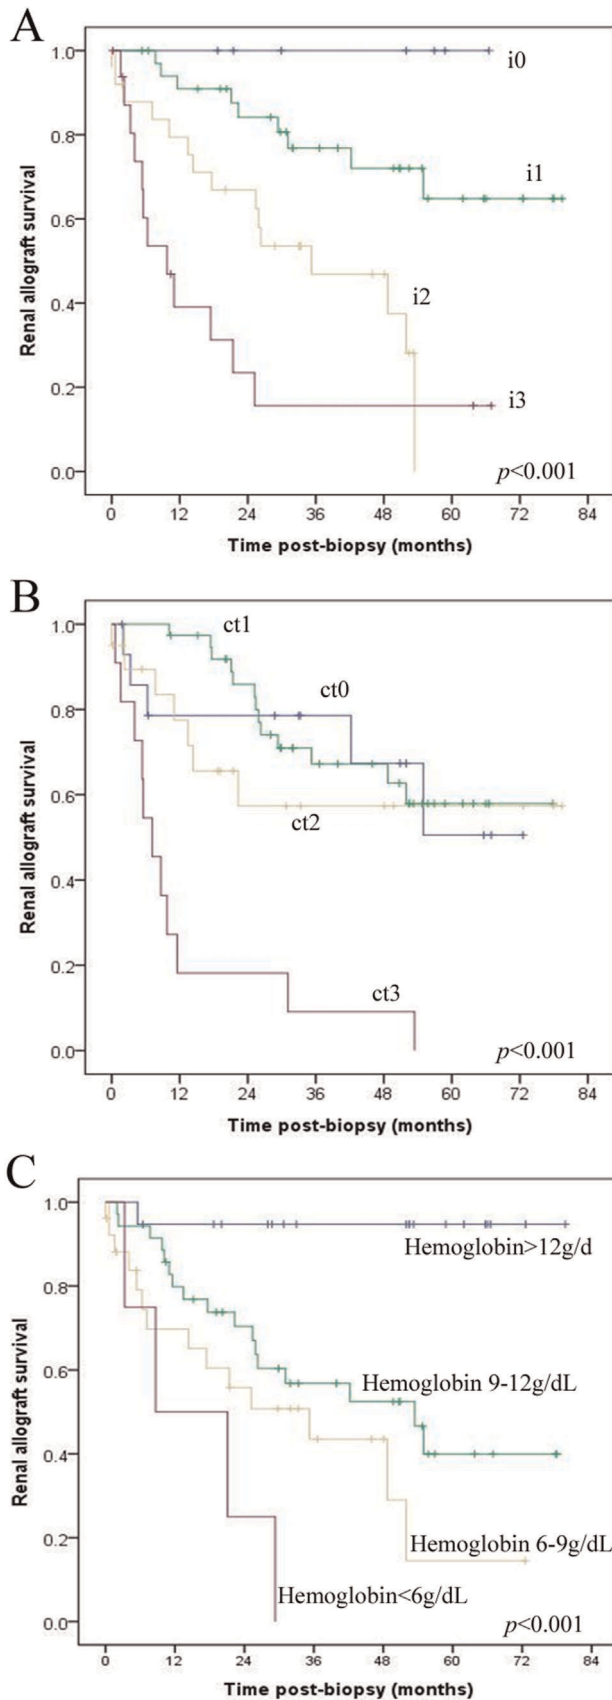 A
Renal allograft survival
1.0
0.8
0.6
0.4
0.2
0.0
i0
i1
i2
i3
p<0.001
0 12 24 36 48 60 72 84
Time post-biopsy (months)
B
Renal allograft survival
1.0
0.8
0.6
0.4
0.2
0.0
ct1
ct0
ct2
ct3
p<0.001
0 12 24 36 48 60 72 84
Time post-biopsy (months)
C
Renal allograft survival
1.0
0.8
0.6
0.4
0.2
0.0
Hemoglobin>12g/d
Hemoglobin 9-12g/dL
Hemoglobin 6-9g/dL
Hemoglobin<6g/dL
p<0.001
0 12 24 36 48 60 72 84
Time post-biopsy (months)